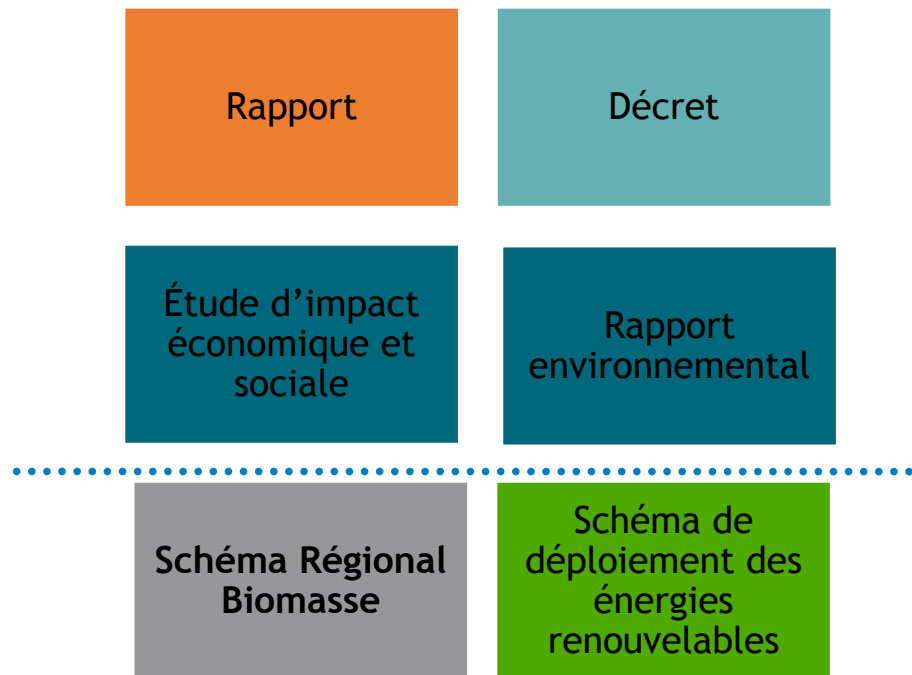 Rapport
Décret
Étude d’impact
économique et
sociale
Rapport
environnemental
Schéma Régional
Biomasse
Schéma de
déploiement des
énergies
renouvelables